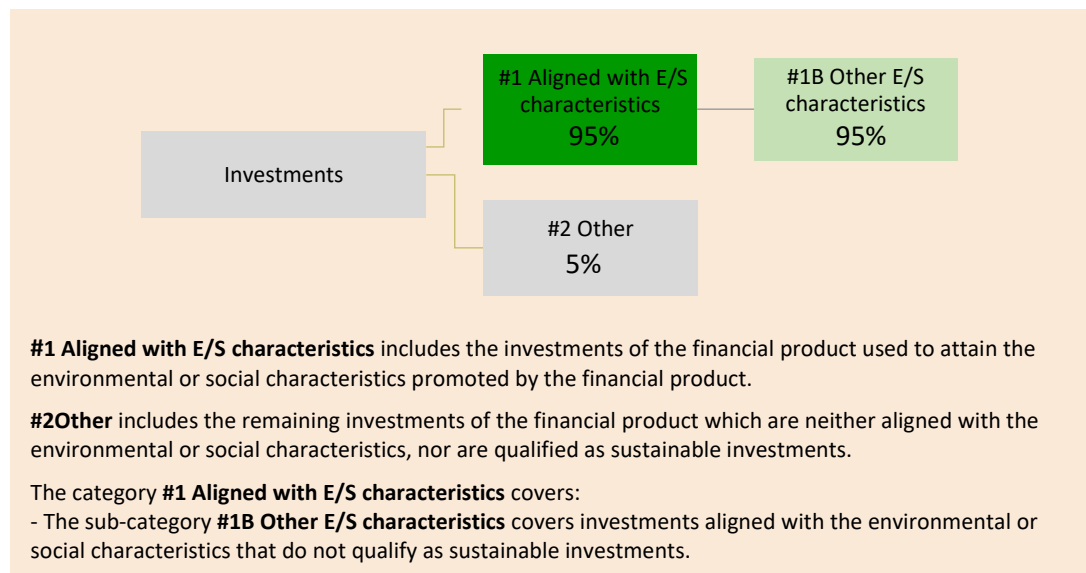 #1 Aligned with E/S
characteristics
95%
#1B Other E/S
characteristics
95%
Investments
#2 Other
5%
#1 Aligned with E/S characteristics includes the investments of the financial product used to attain the
environmental or social characteristics promoted by the financial product.
#2Other includes the remaining investments of the financial product which are neither aligned with the
environmental or social characteristics, nor are qualified as sustainable investments.
The category #1 Aligned with E/S characteristics covers:
- The sub-category #1B Other E/S characteristics covers investments aligned with the environmental or
social characteristics that do not qualify as sustainable investments.